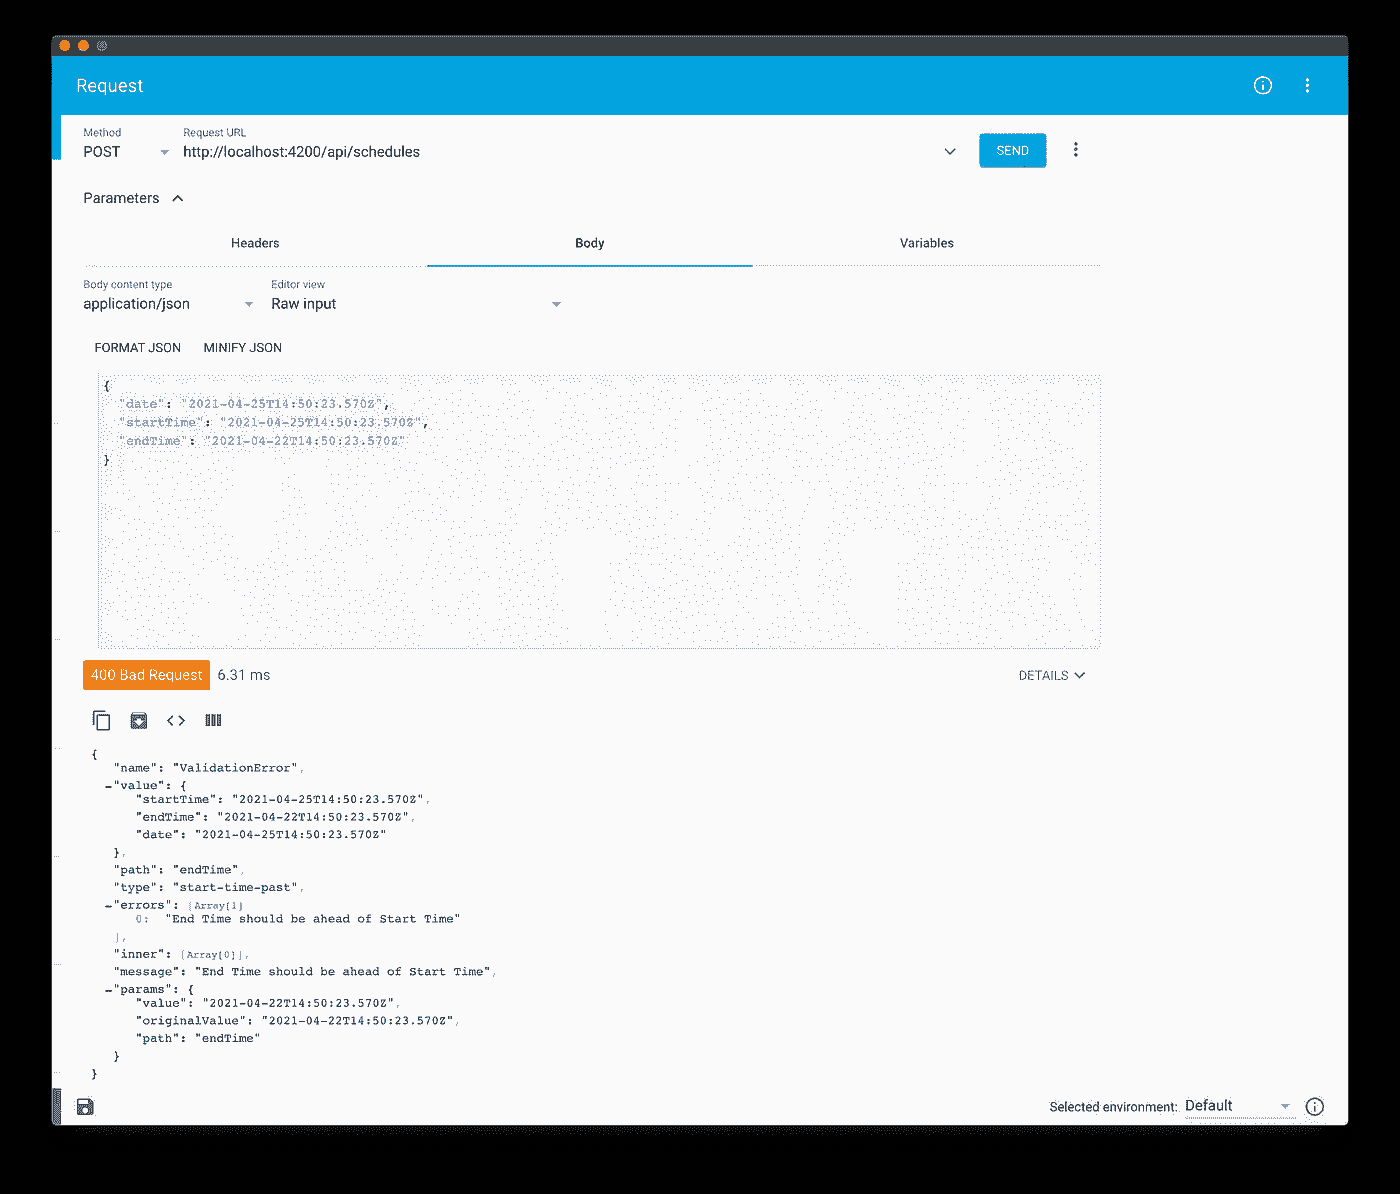 Request
Method
Request URL
POST
http://localhost:4200/api/schedules
SEND
Parameters
Headers
Body
Variables
Body content type
Editor view
application/json
Raw input
FORMAT JSON
MINIFY JSON
{
"date": "2021-04-25T14:50:23.570Z",
"startTime": "2021-04-25T14:50:23.570Z",
"endTime": "2021-04-22T14:50:23.570Z"
}
400 Bad Request
6.31 ms
DETAILS
{
"name": "ValidationError",
"value": {
"startTime": "2021-04-25T14:50:23.570Z",
"endTime": "2021-04-22T14:50:23.570Z",
"date": "2021-04-25T14:50:23.570Z"
},
"path": "endTime",
"type": "start-time-past",
"errors": [Array[1]
0: "End Time should be ahead of Start Time"
],
"inner": [Array[0]],
"message": "End Time should be ahead of Start Time",
"params": {
"value": "2021-04-22T14:50:23.570Z",
"originalValue": "2021-04-22T14:50:23.570Z",
"path": "endTime"
}
}
Selected environment: Default